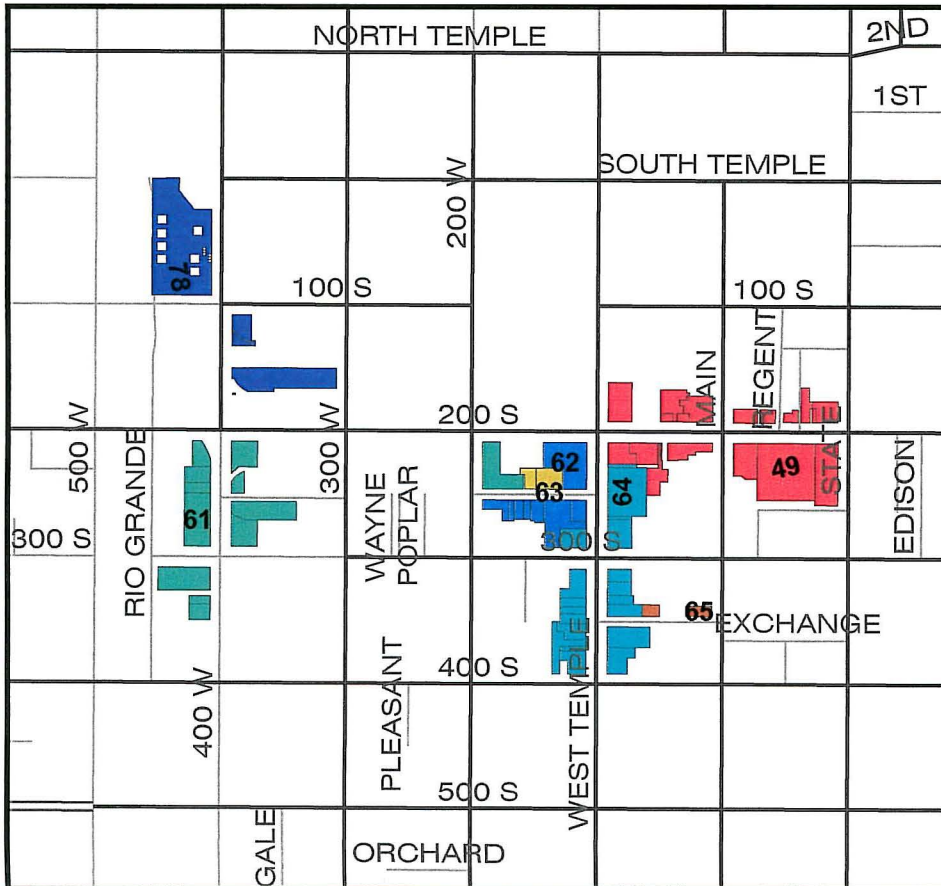 NORTH TEMPLE
2ND
1ST
SOUTH TEMPLE
200 W
78
100 S
100 S
REGENT
MAIN
200 S
STATE
500 W
RIO GRANDE
300 W
62
63
64
49
EDISON
61
WAYNE
POPLAR
300 S
300 S
65
EXCHANGE
PLEASANT
400 S
400 W
WEST TEMPLE
500 S
GALE
ORCHARD